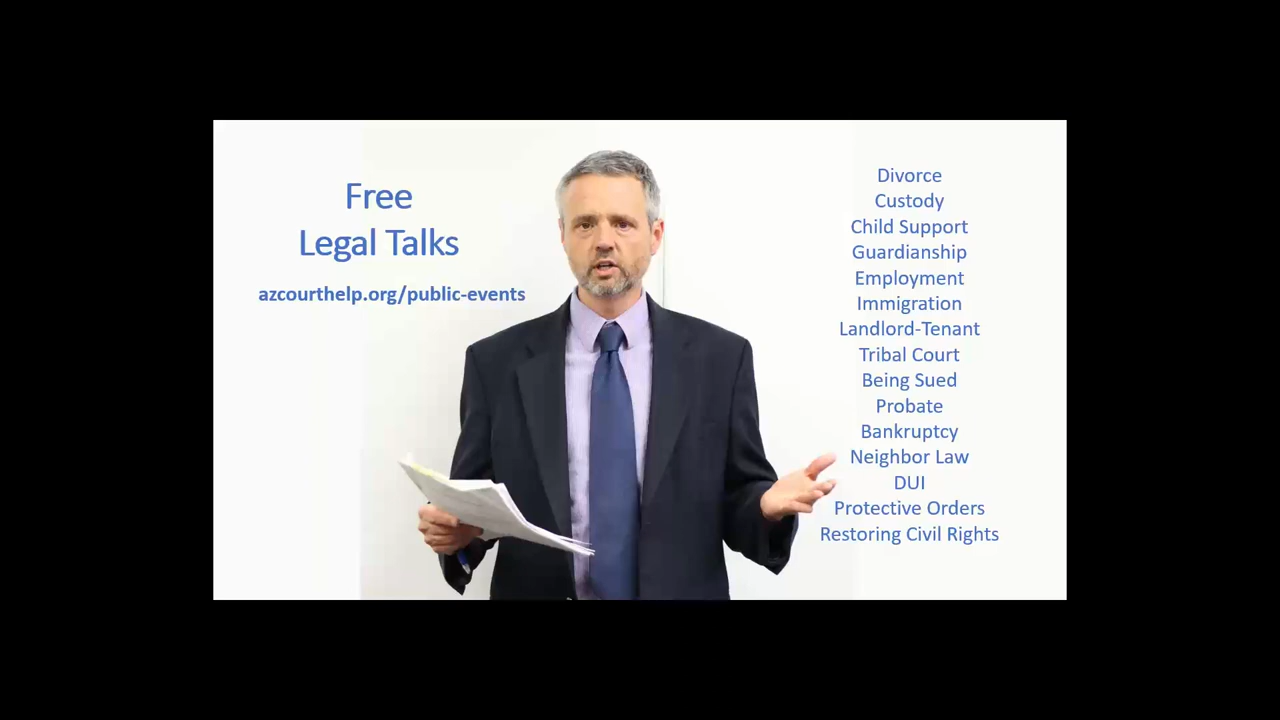 Free
Legal Talks
azcourthelp.org/public-events
Divorce
Custody
Child Support
Guardianship
Employment
Immigration
Landlord-Tenant
Tribal Court
Being Sued
Probate
Bankruptcy
Neighbor Law
DUI
Protective Orders
Restoring Civil Rights